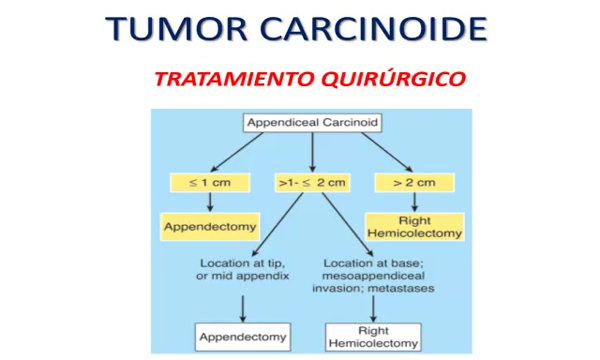 TUMOR CARCINOIDE
TRATAMIENTO QUIRÚRGICO
Appendiceal Carcinoid
≤ 1 cm
>1- ≤ 2 cm
> 2 cm
Appendectomy
Right
Hemicolectomy
Location at tip,
or mid appendix
Location at base;
mesoappendiceal
invasion; metastases
Appendectomy
Right
Hemicolectomy